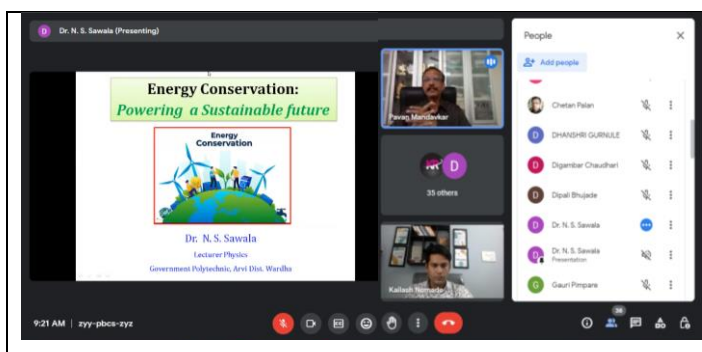 D Dr. N. S. Sawala (Presenting)
Energy Conservation:
Powering a Sustainable future
Energy
Conservation
Dr. N. S. Sawala
Lecturer Physics
Government Polytechnic, Arvi Dist. Wardha
Pavan Mandavkar
D
35 others
Kailash Nemade
People
Add people
Chetan Palan
D DHANSHRI GURNULE
D Digambar Chaudhari
D Dipali Bhujade
D Dr. N. S. Sawala
D Dr. N. S. Sawala
Presentation
G Gauri Pimpare
9:21 AM | zyy-pbcs-zyz
38